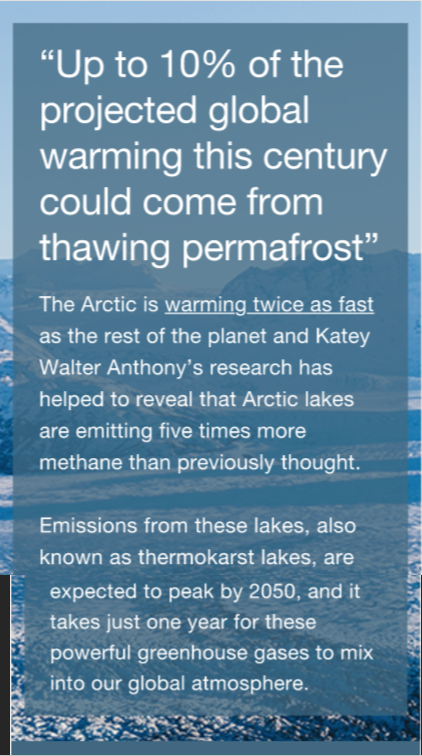 “Up to 10% of the
projected global
warming this century
could come from
thawing permafrost”
The Arctic is warming twice as fast
as the rest of the planet and Katey
Walter Anthony’s research has
helped to reveal that Arctic lakes
are emitting five times more
methane than previously thought.
Emissions from these lakes, also
known as thermokarst lakes, are
expected to peak by 2050, and it
takes just one year for these
powerful greenhouse gases to mix
into our global atmosphere.